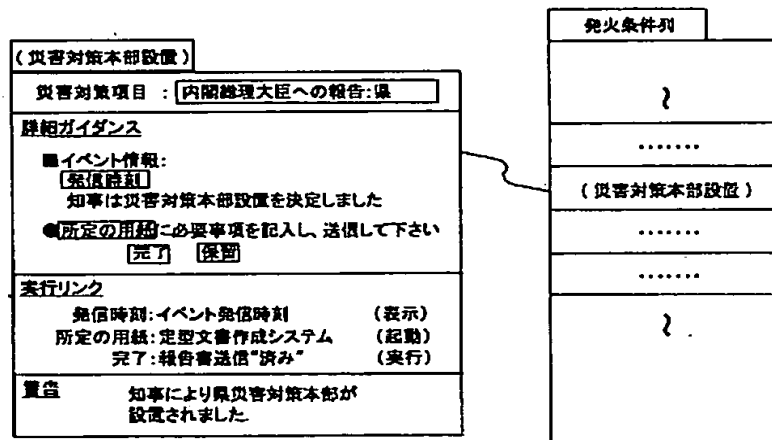 (災害対策本部設置)
災害対策項目 : 内閣総理大臣への報告:県
詳細ガイダンス
■イベント情報:
発信時刻
知事は災害対策本部設置を決定しました
●所定の用紙に必要事項を記入し、送信して下さい
完了 保留
実行リンク
発信時刻:イベント発信時刻 (表示)
所定の用紙:定型文書作成システム (起動)
完了:報告書送信“済み” (実行)
警告 知事により県災害対策本部が
設置されました.
発火条件列
~
.......
(災害対策本部設置)
.......
.......
~